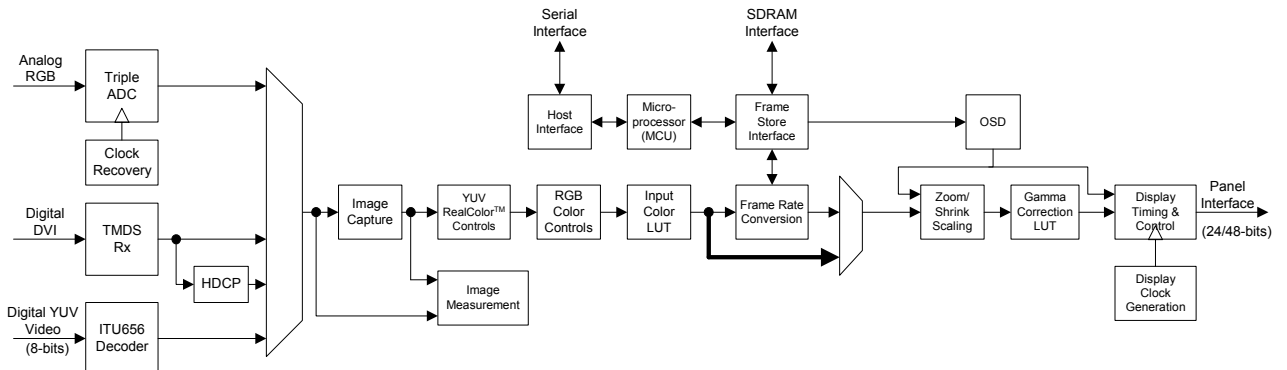 Serial
Interface
SDRAM
Interface
Analog
RGB
Triple
ADC
Clock
Recovery
Host
Interface
Micro-
processor
(MCU)
Frame
Store
Interface
OSD
Digital
DVI
TMDS
Rx
HDCP
Image
Capture
YUV
RealColor™
Controls
RGB
Color
Controls
Input
Color
LUT
Frame Rate
Conversion
Zoom/
Shrink
Scaling
Gamma
Correction
LUT
Display
Timing &
Control
Panel
Interface
(24/48-bits)
Image
Measurement
Display
Clock
Generation
Digital YUV
Video
(8-bits)
ITU656
Decoder